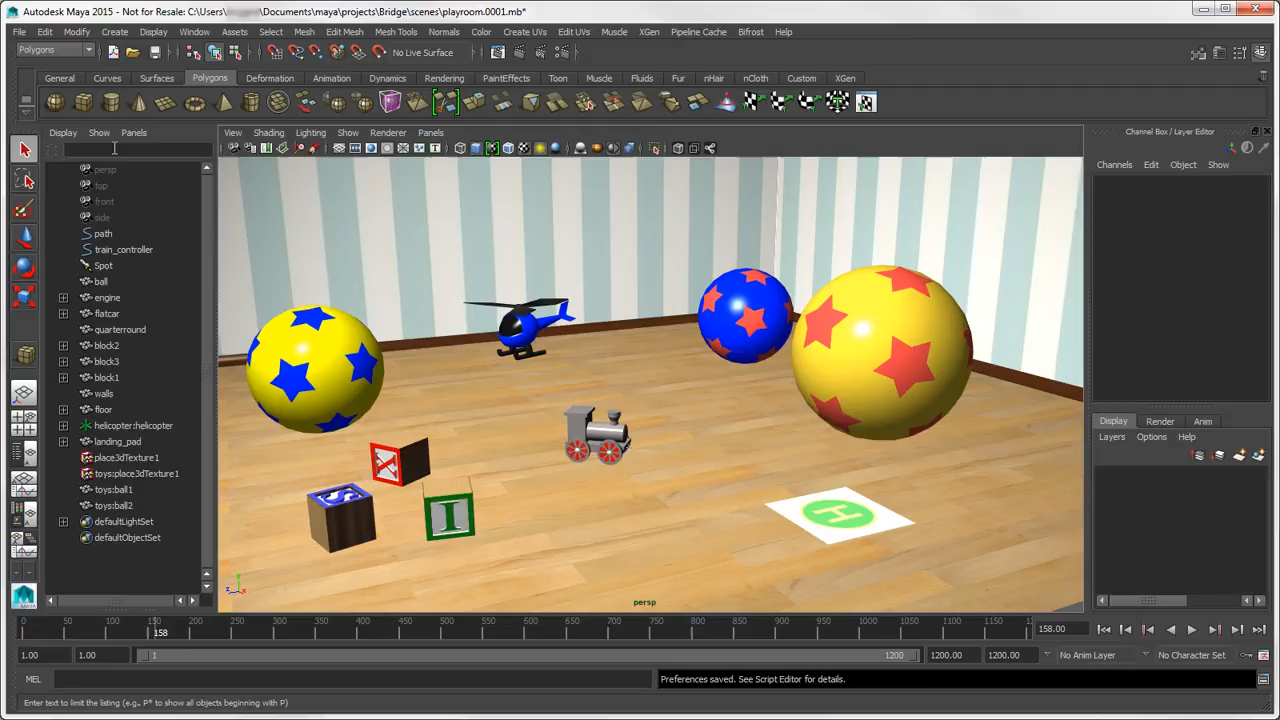 Autodesk Maya 2015 - Not for Resale: C:\Users\ \Documents\maya\projects\Bridge\scenes\playroom.0001.mb*
File Edit Modify Create Display Window Assets Select Mesh Edit Mesh Mesh Tools Normals Color Create UVs Edit UVs Muscle XGen Pipeline Cache Bifrost Help
Polygons No Live Surface
General Curves Surfaces Polygons Deformation Animation Dynamics Rendering PaintEffects Toon Muscle Fluids Fur nHair nCloth Custom XGen
Display Show Panels
View Shading Lighting Show Renderer Panels
Channel Box / Layer Editor
Channels Edit Object Show
persp
top
front
side
path
train_controller
Spot
ball
engine
flatcar
quarterround
block2
block3
block1
walls
floor
helicopter:helicopter
landing_pad
place3dTexture1
toys:place3dTexture1
toys:ball1
toys:ball2
defaultLightSet
defaultObjectSet
MAYA
H
I
y
z x
persp
Display Render Anim
Layers Options Help
0 50 100 150 200 250 300 350 400 450 500 550 600 650 700 750 800 850 900 950 1000 1050 1100 1150 1200
158
158.00
1.00 1.00 1 1200 1200.00 1200.00 No Anim Layer No Character Set
MEL Preferences saved. See Script Editor for details.
Enter text to limit the listing (e.g, P* to show all objects beginning with P)